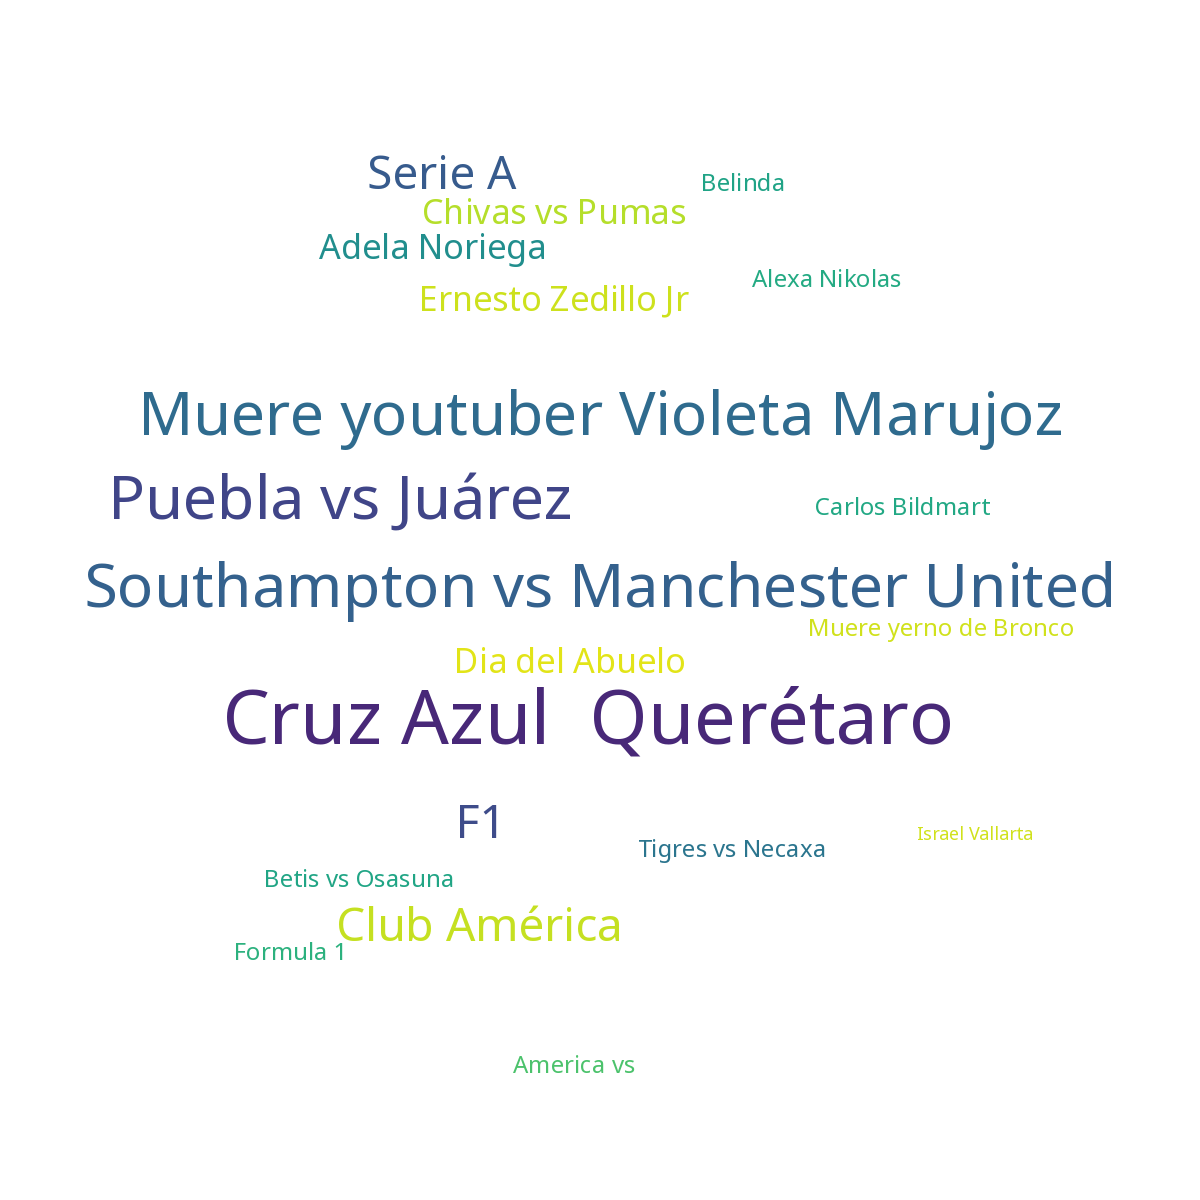 Serie A
Belinda
Chivas vs Pumas
Adela Noriega
Alexa Nikolas
Ernesto Zedillo Jr
Muere youtuber Violeta Marujoz
Puebla vs Juárez
Carlos Bildmart
Southampton vs Manchester United
Muere yerno de Bronco
Dia del Abuelo
Cruz Azul  Querétaro
F1
Tigres vs Necaxa
Israel Vallarta
Betis vs Osasuna
Club América
Formula 1
America vs